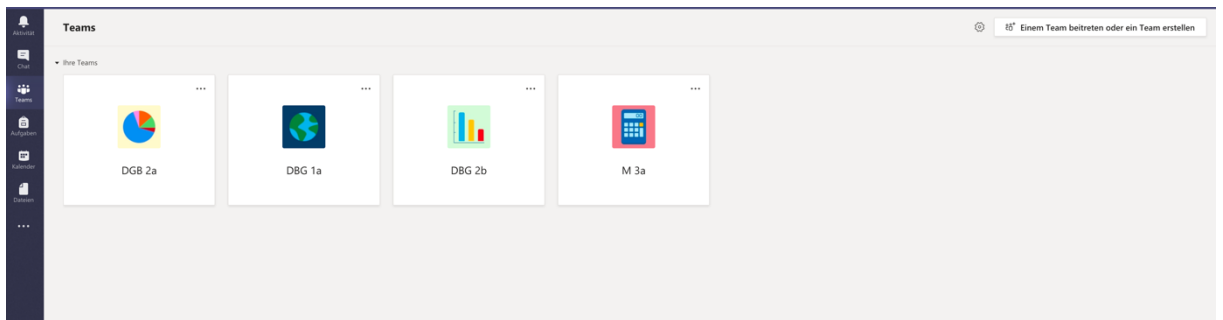 Teams
Einem Team beitreten oder ein Team erstellen
Aktivität
Chat
Teams
Aufgaben
Kalender
Dateien
Ihre Teams
DGB 2a
DBG 1a
DBG 2b
M 3a